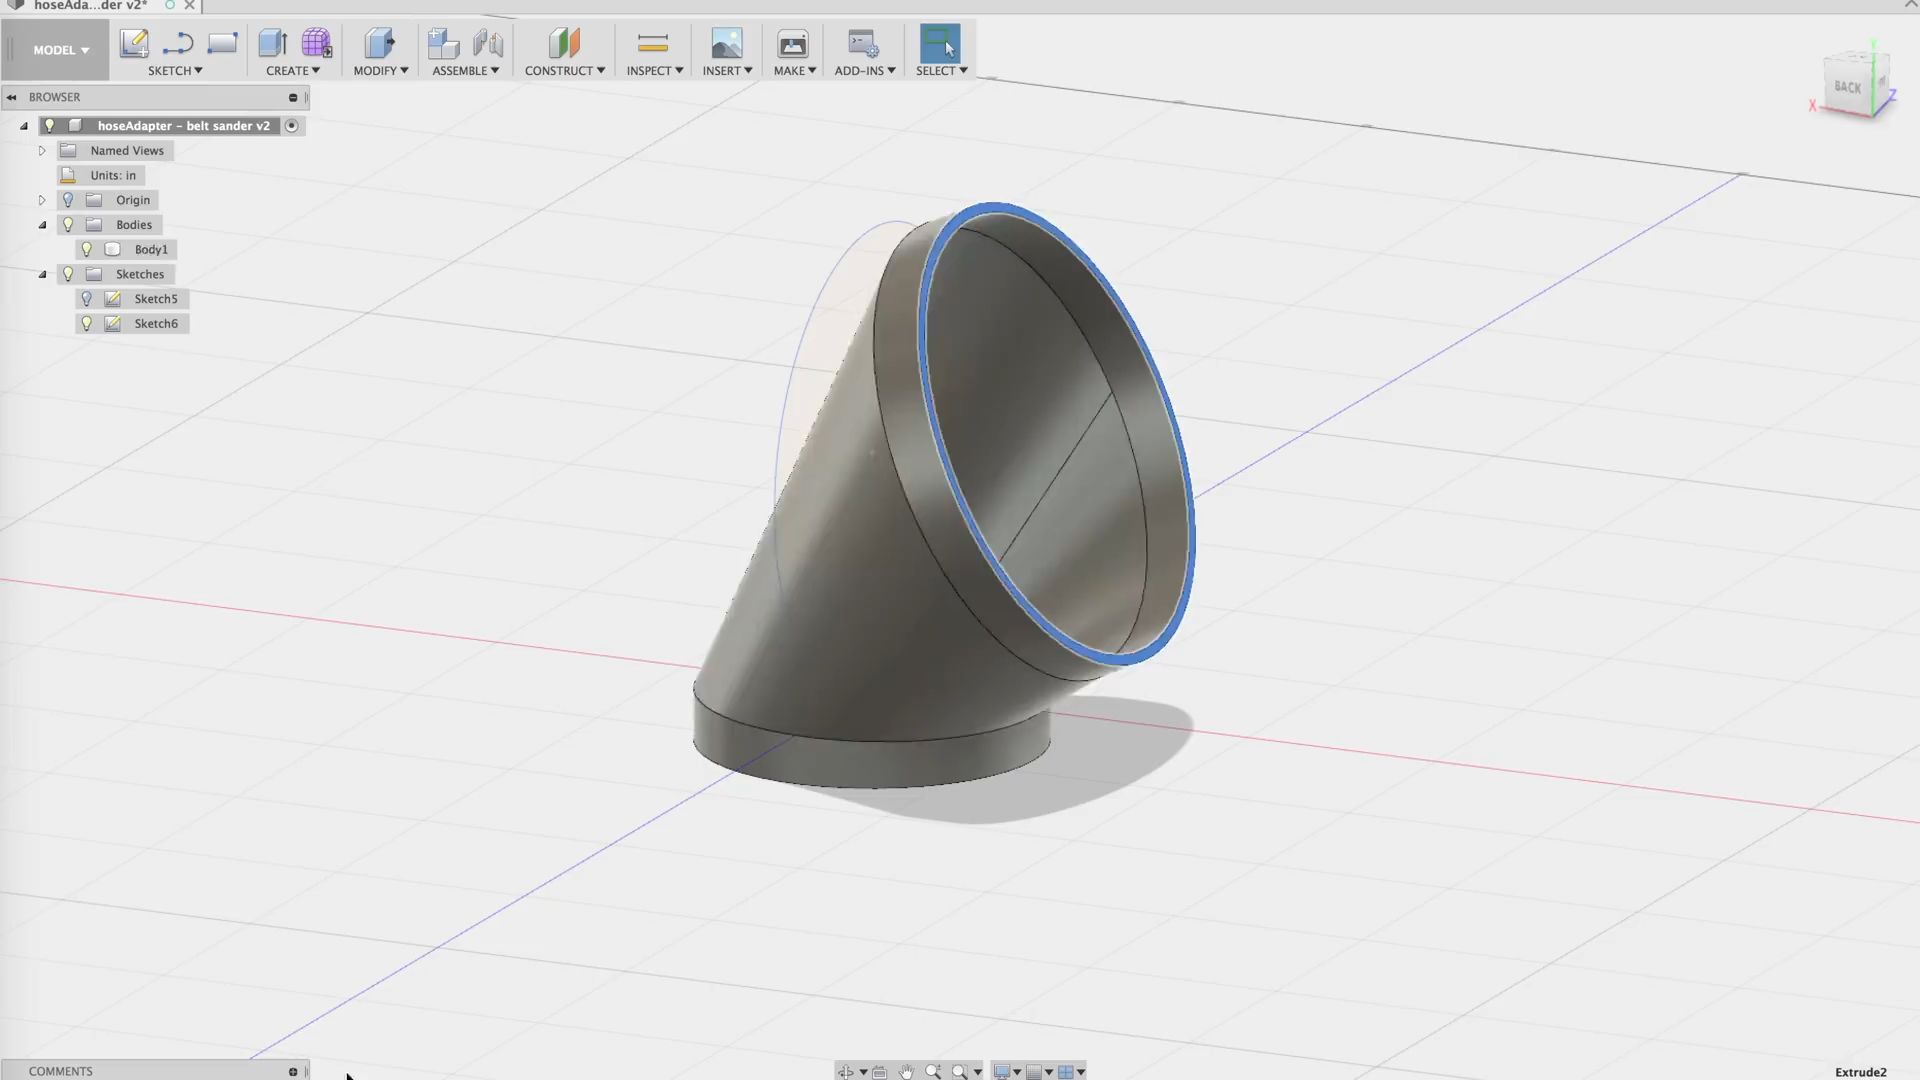 hoseAda...der v2*
MODEL
SKETCH
CREATE
MODIFY
ASSEMBLE
CONSTRUCT
INSPECT
INSERT
MAKE
ADD-INS
SELECT
BROWSER
hoseAdapter - belt sander v2
Named Views
Units: in
Origin
Bodies
Body1
Sketches
Sketch5
Sketch6
Y
BACK
X
Z
COMMENTS
Extrude2